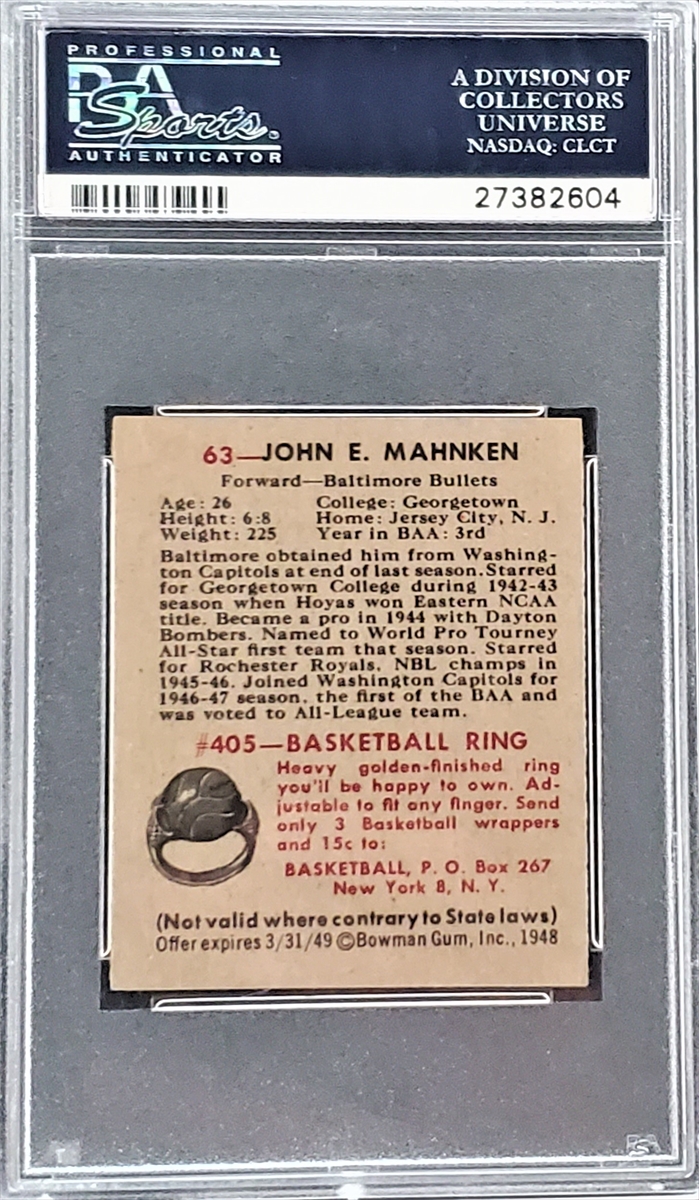 PROFESSIONAL
PSA
Sports
AUTHENTICATOR
A DIVISION OF
COLLECTORS
UNIVERSE
NASDAQ: CLCT
27382604
63—JOHN E. MAHNKEN
Forward—Baltimore Bullets
Age: 26 College: Georgetown
Height: 6:8 Home: Jersey City, N. J.
Weight: 225 Year in BAA: 3rd
Baltimore obtained him from Washing-
ton Capitols at end of last season. Starred
for Georgetown College during 1942-43
season when Hoyas won Eastern NCAA
title. Became a pro in 1944 with Dayton
Bombers. Named to World Pro Tourney
All-Star first team that season. Starred
for Rochester Royals, NBL champs in
1945-46. Joined Washington Capitols for
1946-47 season, the first of the BAA and
was voted to All-League team.
#405—BASKETBALL RING
Heavy golden-finished ring
you'll be happy to own. Ad-
justable to fit any finger. Send
only 3 Basketball wrappers
and 15c to:
BASKETBALL, P. O. Box 267
New York 8, N. Y.
(Not valid where contrary to State laws)
Offer expires 3/31/49 ©Bowman Gum, Inc., 1948
PSA